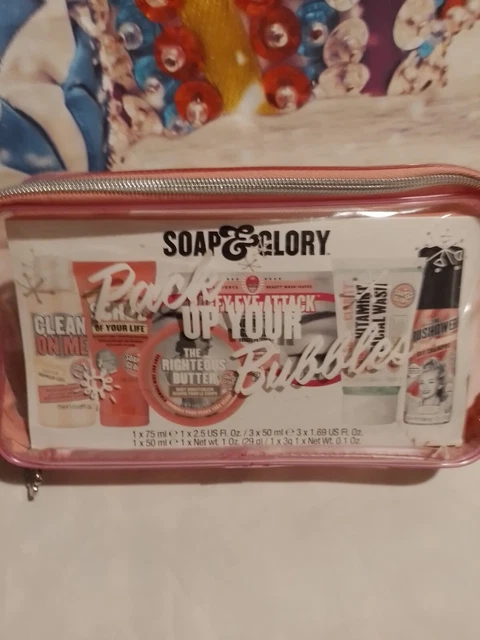 SOAP & GLORY
Pack
UP YOUR
Bubbles
CLEAN
ON ME
OF YOUR LIFE
THE
RIGHTEOUS
BUTTER
EYE ATTACK
1 x 75 ml e 1 x 2.5 US Fl. Oz. / 3 x 50 ml e 3 x 1.69 US Fl. Oz.
1 x 50 ml e 1 x Net wt. 1 Oz. (29 g) / 1 x 3g 1 x Net Wt. 0.1 Oz.